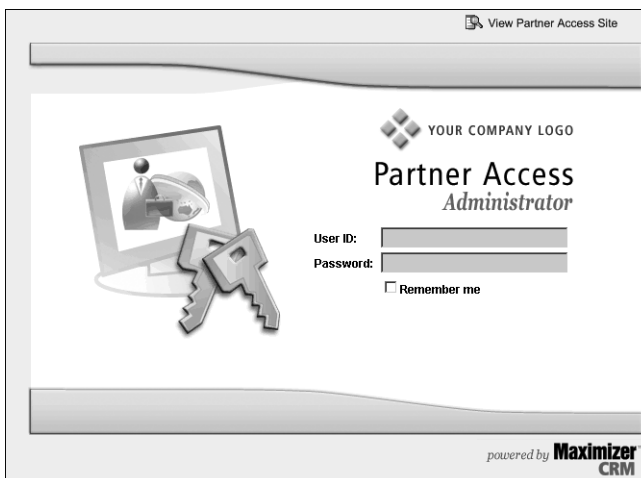 View Partner Access Site
YOUR COMPANY LOGO
Partner Access
Administrator
User ID:
Password:
Remember me
powered by Maximizer
CRM